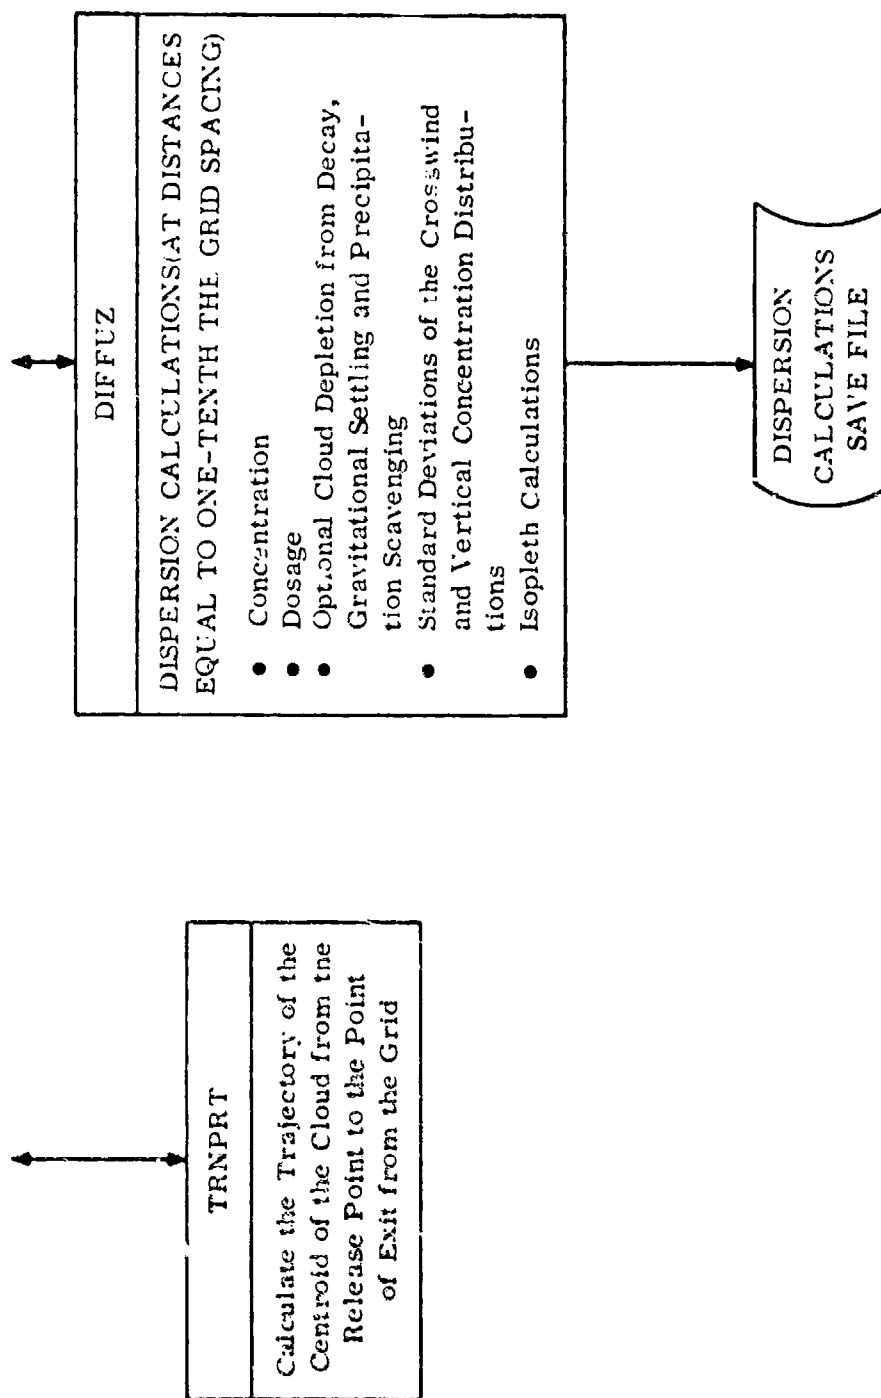 TRNPRT
Calculate the Trajectory of the
Centroid of the Cloud from the
Release Point to the Point
of Exit from the Grid
DIFFUZ
DISPERSION CALCULATIONS(AT DISTANCES
EQUAL TO ONE-TENTH THE GRID SPACING)
● Concentration
● Dosage
● Optional Cloud Depletion from Decay,
Gravitational Settling and Precipita-
tion Scavenging
● Standard Deviations of the Crosswind
and Vertical Concentration Distribu-
tions
● Isopleth Calculations
DISPERSION
CALCULATIONS
SAVE FILE